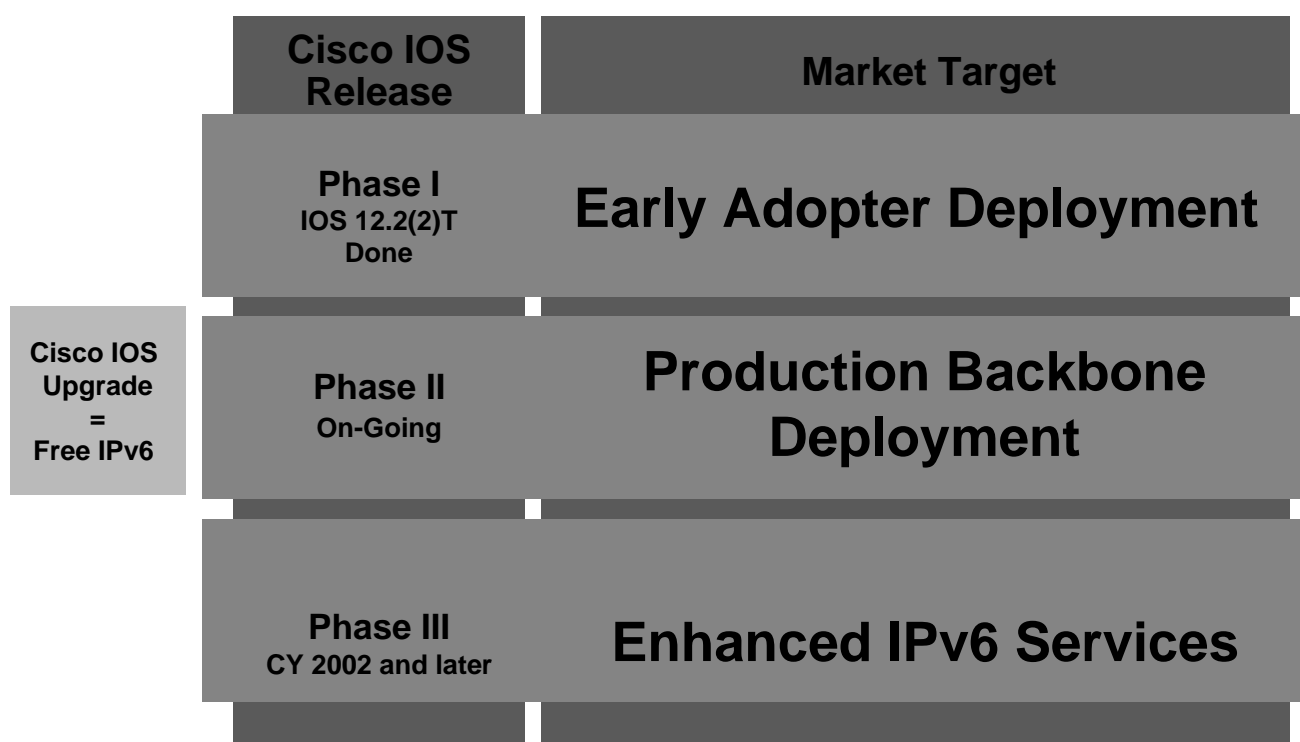 Cisco IOS
Release
Market Target
Phase I
IOS 12.2(2)T
Done
Early Adopter Deployment
Cisco IOS
Upgrade
=
Free IPv6
Phase II
On-Going
Production Backbone
Deployment
Phase III
CY 2002 and later
Enhanced IPv6 Services